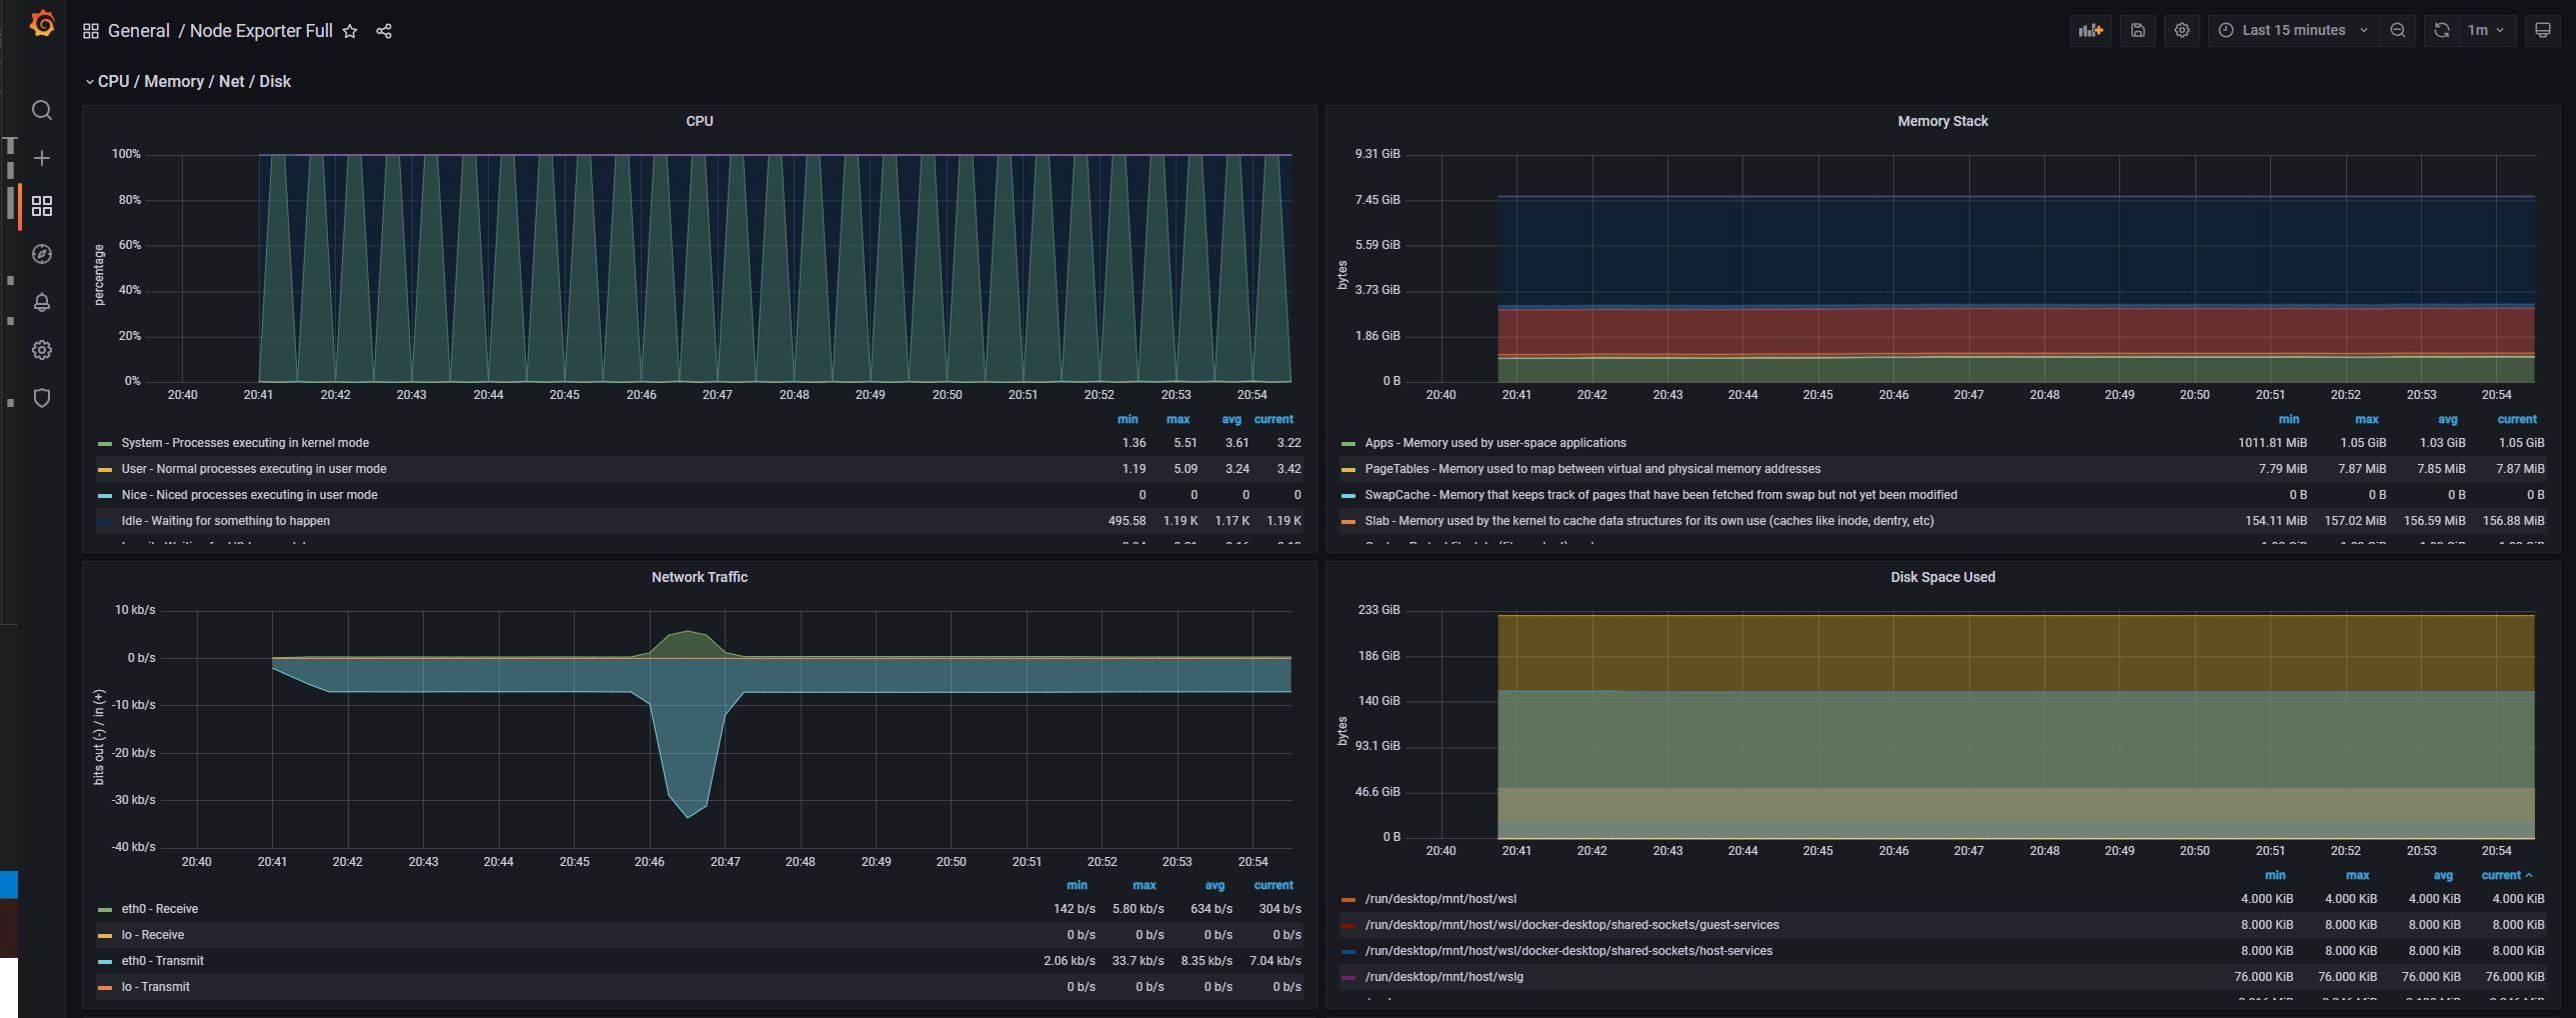 General / Node Exporter Full
Last 15 minutes
1m
CPU / Memory / Net / Disk
CPU
percentage
100%
80%
60%
40%
20%
0%
20:40 20:41 20:42 20:43 20:44 20:45 20:46 20:47 20:48 20:49 20:50 20:51 20:52 20:53 20:54
min max avg current
System - Processes executing in kernel mode 1.36 5.51 3.61 3.22
User - Normal processes executing in user mode 1.19 5.09 3.24 3.42
Nice - Niced processes executing in user mode 0 0 0 0
Idle - Waiting for something to happen 495.58 1.19 K 1.17 K 1.19 K
Memory Stack
bytes
9.31 GiB
7.45 GiB
5.59 GiB
3.73 GiB
1.86 GiB
0 B
20:40 20:41 20:42 20:43 20:44 20:45 20:46 20:47 20:48 20:49 20:50 20:51 20:52 20:53 20:54
min max avg current
Apps - Memory used by user-space applications 1011.81 MiB 1.05 GiB 1.03 GiB 1.05 GiB
PageTables - Memory used to map between virtual and physical memory addresses 7.79 MiB 7.87 MiB 7.85 MiB 7.87 MiB
SwapCache - Memory that keeps track of pages that have been fetched from swap but not yet been modified 0 B 0 B 0 B 0 B
Slab - Memory used by the kernel to cache data structures for its own use (caches like inode, dentry, etc) 154.11 MiB 157.02 MiB 156.59 MiB 156.88 MiB
Network Traffic
bits out (-) / in (+)
10 kb/s
0 b/s
-10 kb/s
-20 kb/s
-30 kb/s
-40 kb/s
20:40 20:41 20:42 20:43 20:44 20:45 20:46 20:47 20:48 20:49 20:50 20:51 20:52 20:53 20:54
min max avg current
eth0 - Receive 142 b/s 5.80 kb/s 634 b/s 304 b/s
lo - Receive 0 b/s 0 b/s 0 b/s 0 b/s
eth0 - Transmit 2.06 kb/s 33.7 kb/s 8.35 kb/s 7.04 kb/s
lo - Transmit 0 b/s 0 b/s 0 b/s 0 b/s
Disk Space Used
bytes
233 GiB
186 GiB
140 GiB
93.1 GiB
46.6 GiB
0 B
20:40 20:41 20:42 20:43 20:44 20:45 20:46 20:47 20:48 20:49 20:50 20:51 20:52 20:53 20:54
min max avg current
/run/desktop/mnt/host/wsl 4.000 KiB 4.000 KiB 4.000 KiB 4.000 KiB
/run/desktop/mnt/host/wsl/docker-desktop/shared-sockets/guest-services 8.000 KiB 8.000 KiB 8.000 KiB 8.000 KiB
/run/desktop/mnt/host/wsl/docker-desktop/shared-sockets/host-services 8.000 KiB 8.000 KiB 8.000 KiB 8.000 KiB
/run/desktop/mnt/host/wslg 76.000 KiB 76.000 KiB 76.000 KiB 76.000 KiB